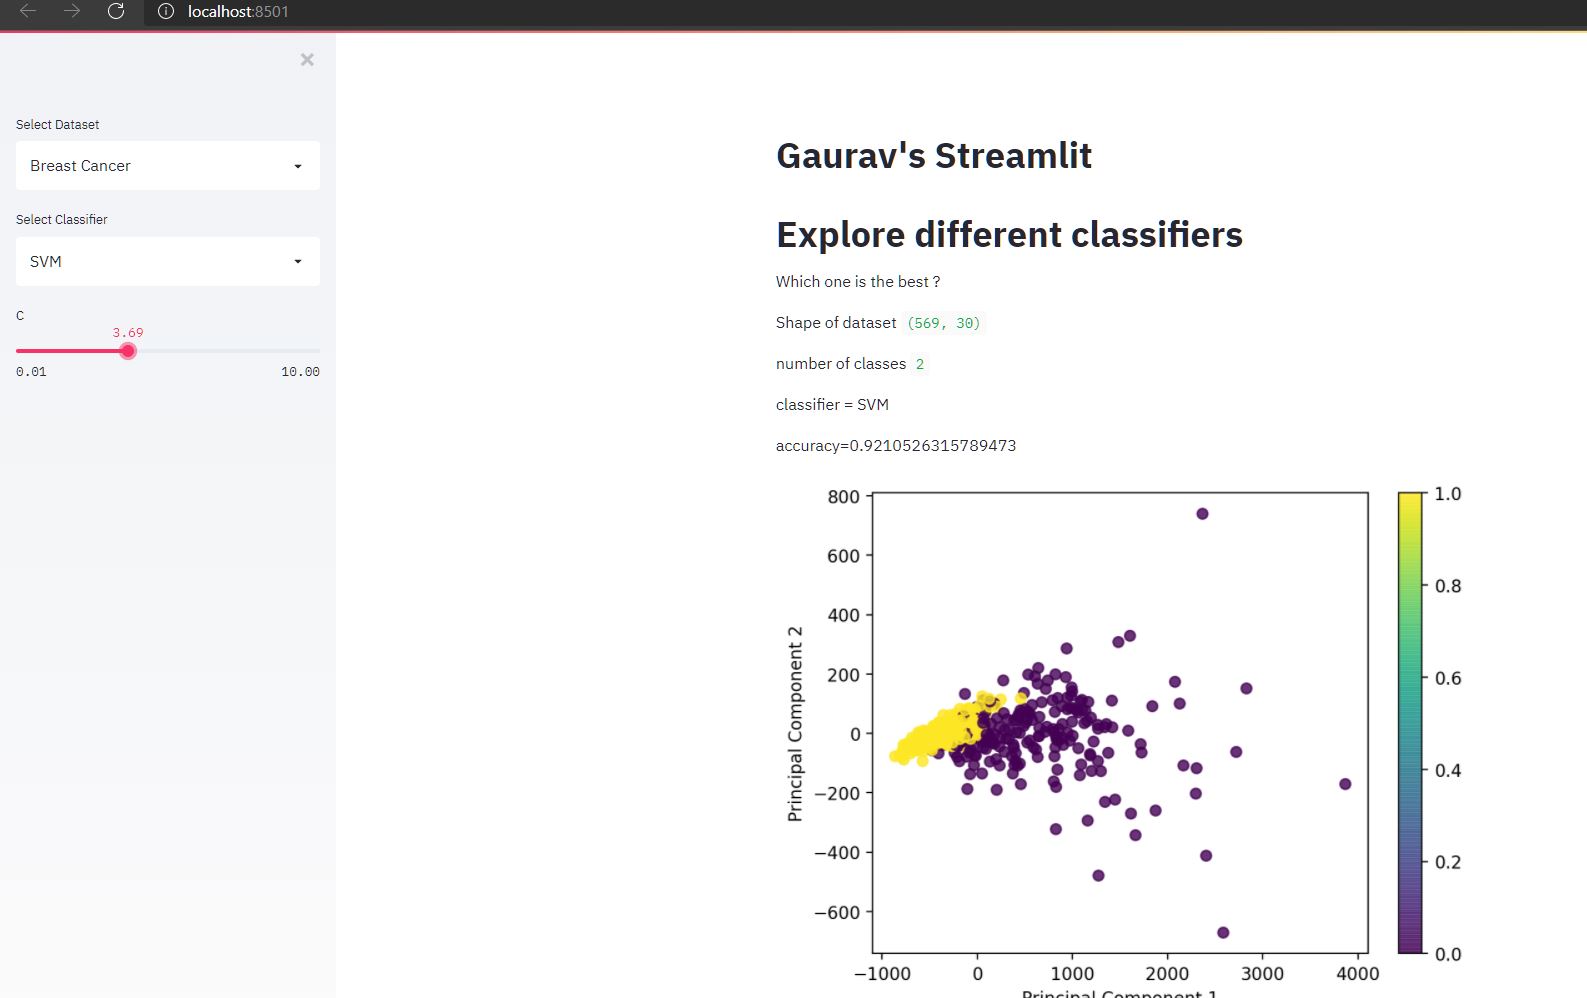 localhost:8501
×
Select Dataset
Breast Cancer
Select Classifier
SVM
C
3.69
0.01 10.00
Gaurav's Streamlit
Explore different classifiers
Which one is the best ?
Shape of dataset (569, 30)
number of classes 2
classifier = SVM
accuracy=0.9210526315789473
800
600
400
200
0
−200
−400
−600
Principal Component 2
−1000 0 1000 2000 3000 4000
Principal Component 1
1.0
0.8
0.6
0.4
0.2
0.0